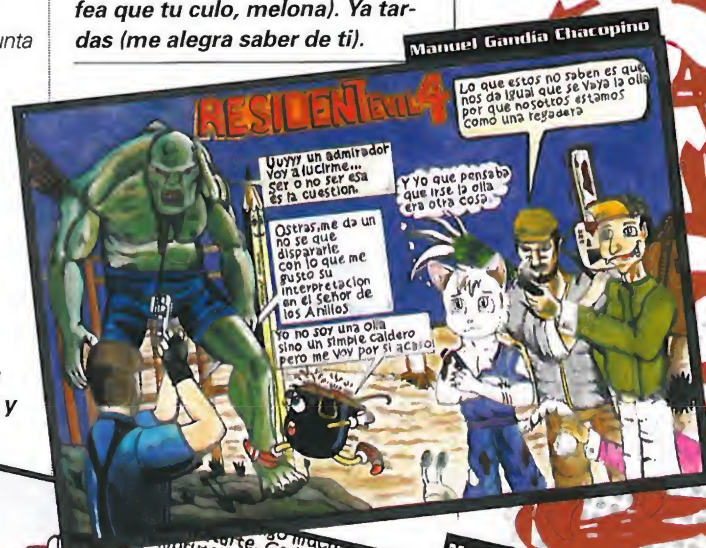 fea que tu culo, melona). Ya tar-
das (me alegra saber de ti).
unta
Manuel Gandía Chacopino
RESIDENT EVIL 4
Lo que estos no saben es que
nos da igual que se vaya la olla
por que nosottos estamos
como una regadera
Uuyyy un admirador
voy a lucirme...
ser o no ser esa
es la cuestion.
Y Yo que pensaba
que irse la olla
era otra cosa.
Ostras,me da un
no se que
dispararle
con lo que me
gusto su
interpretacion
en el Señor de
los Anillos
Yo no soy una olla
sino un simple caldero
pero me voy por si acaso
y